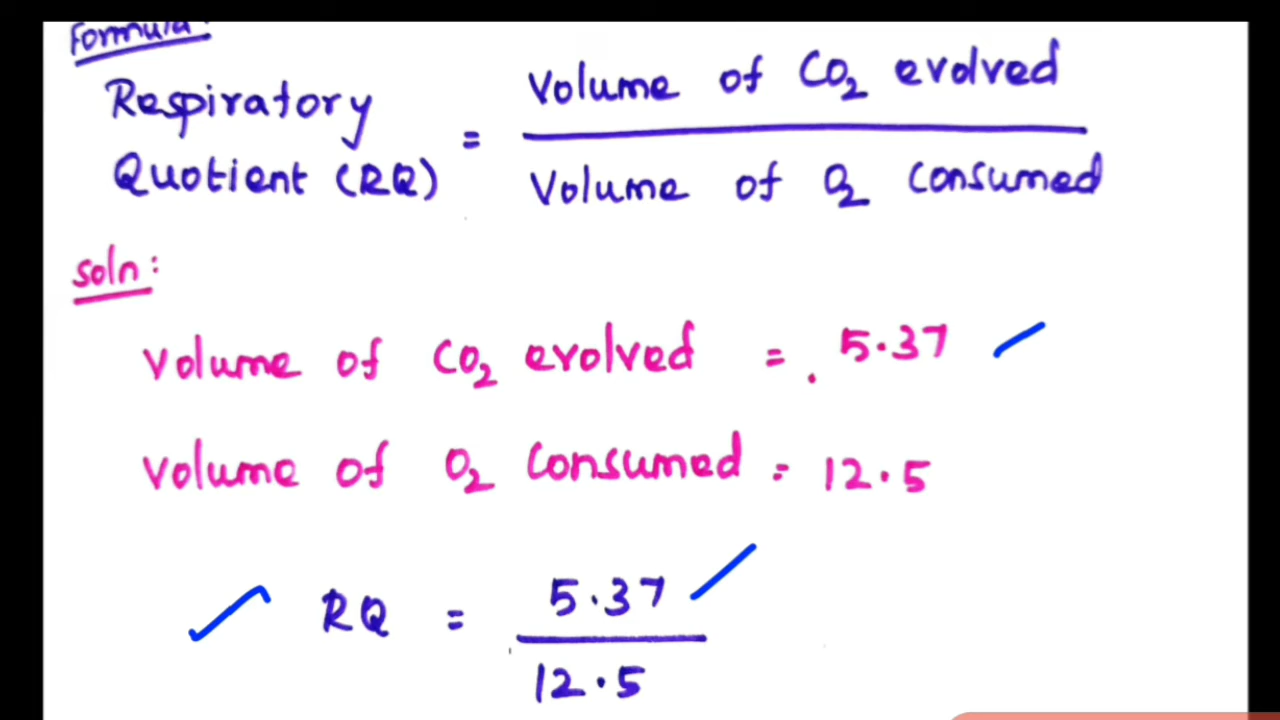 Formula:
Respiratory
Quotient (RQ)
=
Volume of CO₂ evolved
Volume of O₂ consumed
Soln:
Volume of CO₂ evolved = 5.37
Volume of O₂ consumed = 12.5
RQ = 5.37
12.5